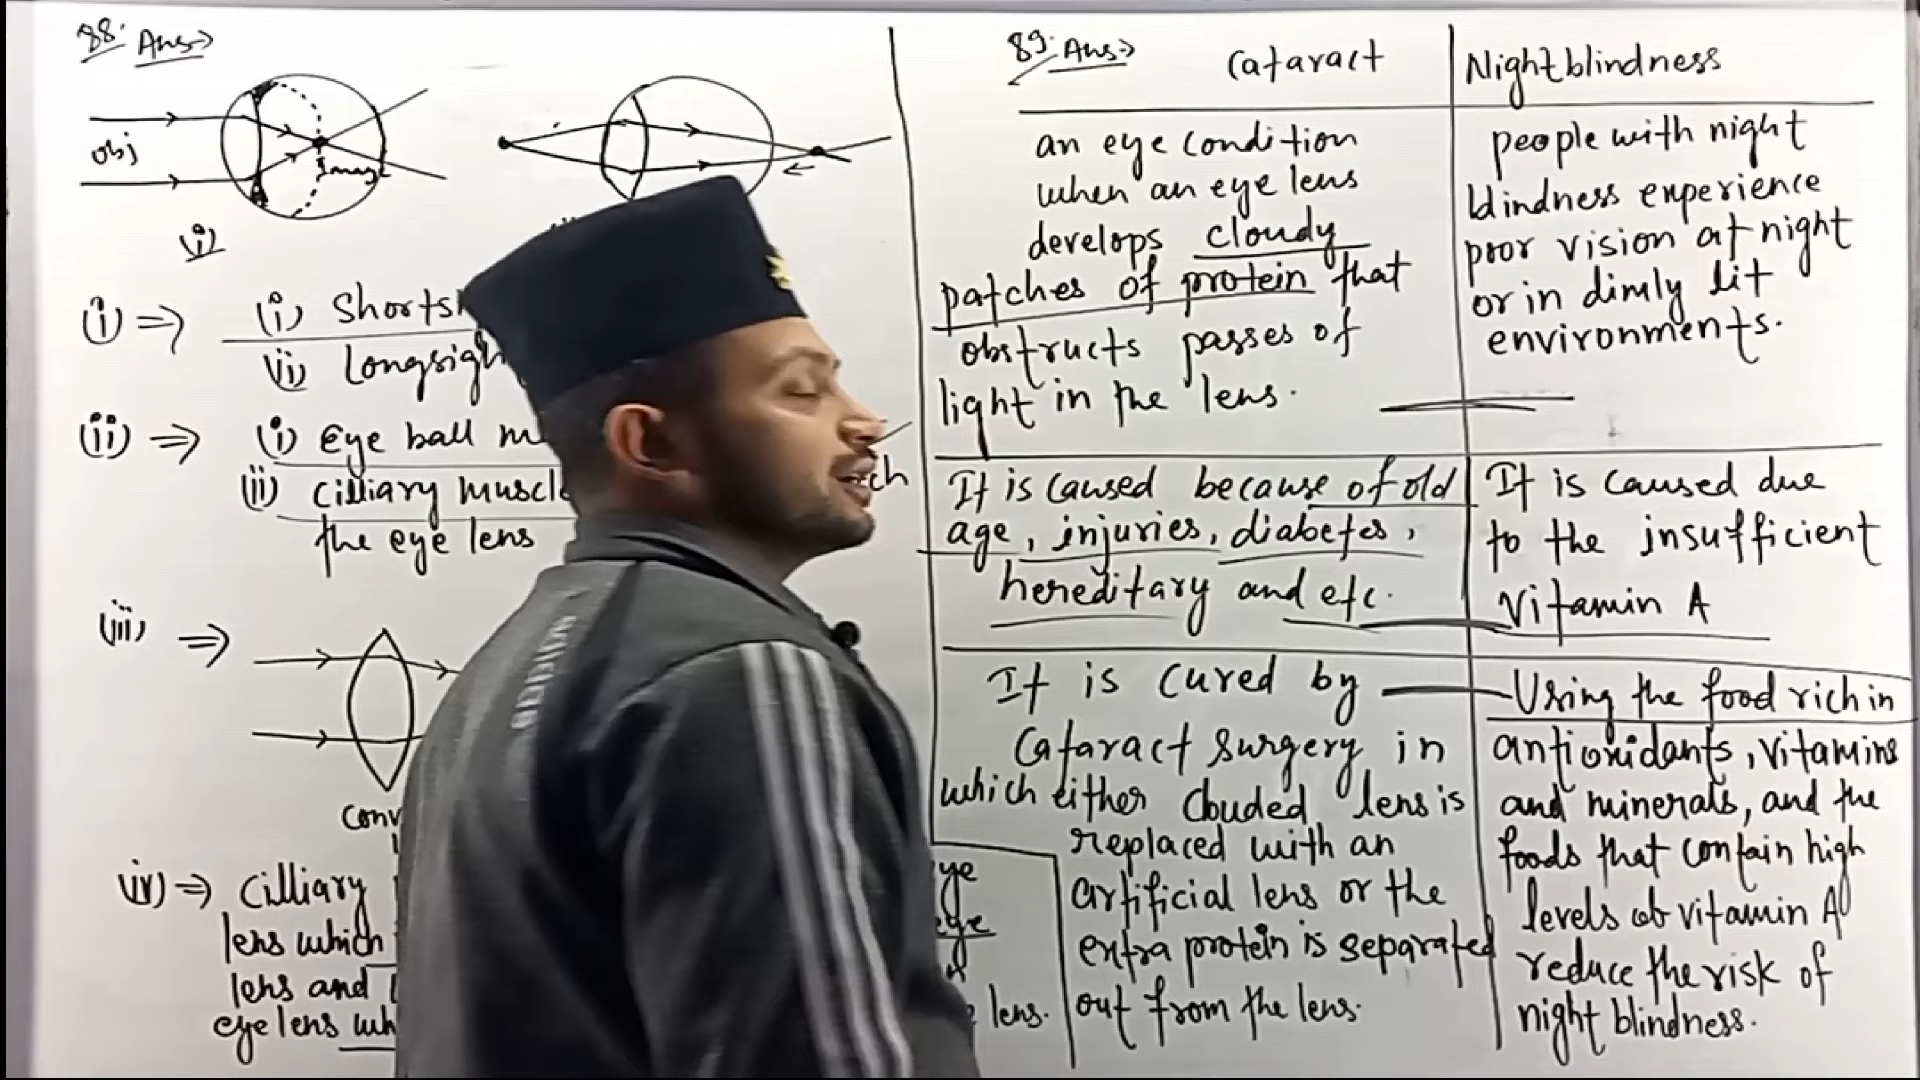 88. Ans→
obj
Image
(i)
(i) ⇒ (i) Shorts
(ii) Longsigh
(ii) ⇒ (i) Eye ball
(ii) cilliary muscle
the eye lens
(iii) ⇒
(iv) ⇒ cilliary
lens which
lens and
eye lens
adidas
89. Ans→
Cataract
Nightblindness
an eye condition
when an eye lens
develops cloudy
patches of protein that
obstructs passes of
light in the lens.
people with night
blindness experience
poor vision at night
or in dimly lit
environments.
It is caused because of old
age, injuries, diabetes,
hereditary and etc.
It is caused due
to the insufficient
Vitamin A
It is cured by
Cataract surgery in
which either clouded lens is
replaced with an
artificial lens or the
extra protein is separated
out from the lens.
Using the food rich in
antioxidants, vitamins
and minerals, and the
foods that contain high
levels of vitamin A
reduce the risk of
night blindness.
lens.